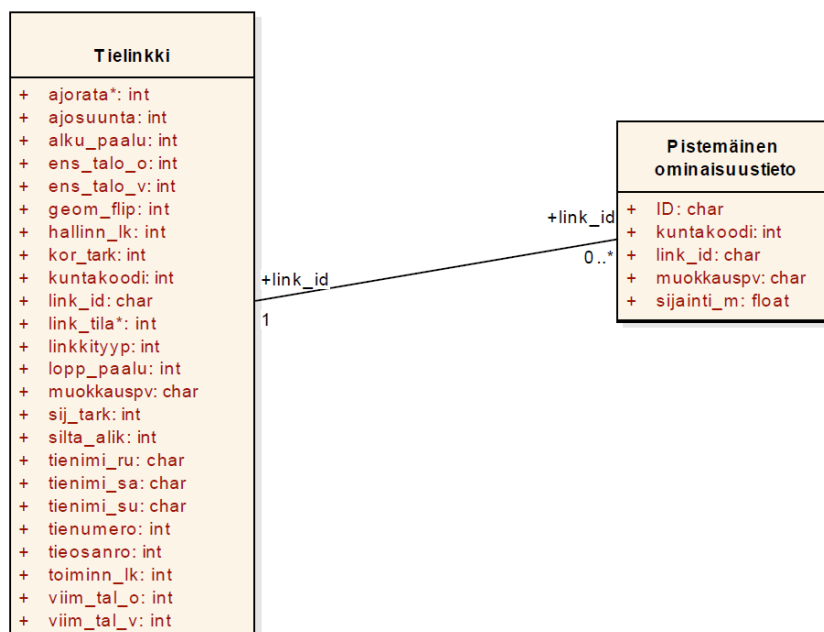 Tielinkki
+ ajorata*: int
+ ajosuunta: int
+ alku_paalu: int
+ ens_talo_o: int
+ ens_talo_v: int
+ geom_flip: int
+ hallinn_lk: int
+ kor_tark: int
+ kuntakoodi: int
+ link_id: char
+ link_tila*: int
+ linkkityyp: int
+ lopp_paalu: int
+ muokkauspv: char
+ sij_tark: int
+ silta_alik: int
+ tienimi_ru: char
+ tienimi_sa: char
+ tienimi_su: char
+ tienumero: int
+ tieosanro: int
+ toiminn_lk: int
+ viim_tal_o: int
+ viim_tal_v: int
+link_id
1
+link_id
0..*
Pistemäinen
ominaisuustieto
+ ID: char
+ kuntakoodi: int
+ link_id: char
+ muokkauspv: char
+ sijainti_m: float